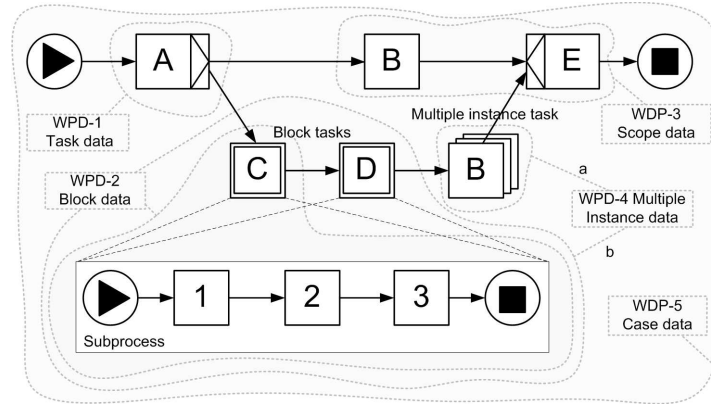 A
B
E
WPD-1
Task data
WDP-3
Scope data
Block tasks
Multiple instance task
WPD-2
Block data
C
D
B
a
WPD-4 Multiple
Instance data
b
1
2
3
Subprocess
WDP-5
Case data